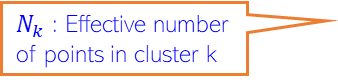 N_k : Effective number
of points in cluster k